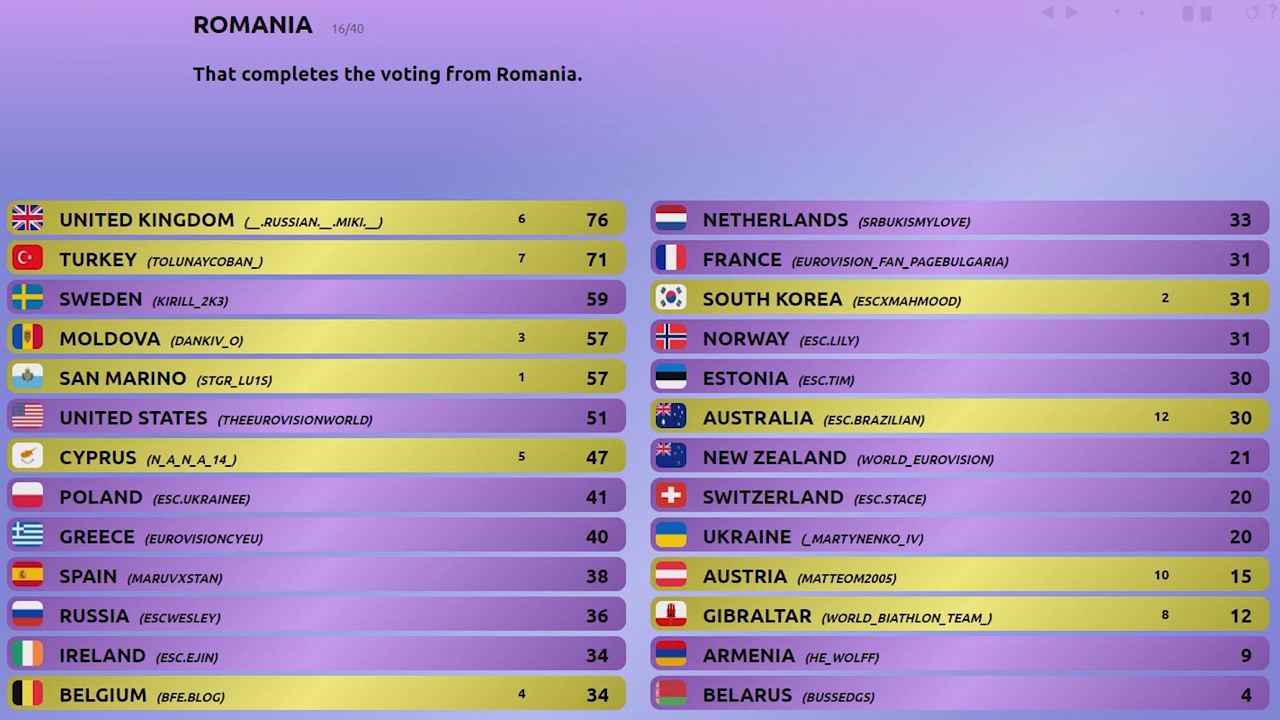 ROMANIA 16/40
That completes the voting from Romania.
UNITED KINGDOM (__.RUSSIAN.__.MIKI.__) 6 76
TURKEY (TOLUNAYCOBAN_) 7 71
SWEDEN (KIRILL_2K3) 59
MOLDOVA (DANKIV_O) 3 57
SAN MARINO (STGR_LU1S) 1 57
UNITED STATES (THEEUROVISIONWORLD) 51
CYPRUS (N_A_N_A_14_) 5 47
POLAND (ESC.UKRAINEE) 41
GREECE (EUROVISIONCYEU) 40
SPAIN (MARUVXSTAN) 38
RUSSIA (ESCWESLEY) 36
IRELAND (ESC.EJIN) 34
BELGIUM (BFE.BLOG) 4 34
NETHERLANDS (SRBUKISMYLOVE) 33
FRANCE (EUROVISION_FAN_PAGEBULGARIA) 31
SOUTH KOREA (ESCXMAHMOOD) 2 31
NORWAY (ESC.LILY) 31
ESTONIA (ESC.TIM) 30
AUSTRALIA (ESC.BRAZILIAN) 12 30
NEW ZEALAND (WORLD_EUROVISION) 21
SWITZERLAND (ESC.STACE) 20
UKRAINE (_MARTYNENKO_IV) 20
AUSTRIA (MATTEOM2005) 10 15
GIBRALTAR (WORLD_BIATHLON_TEAM_) 8 12
ARMENIA (HE_WOLFF) 9
BELARUS (BUSSEDGS) 4